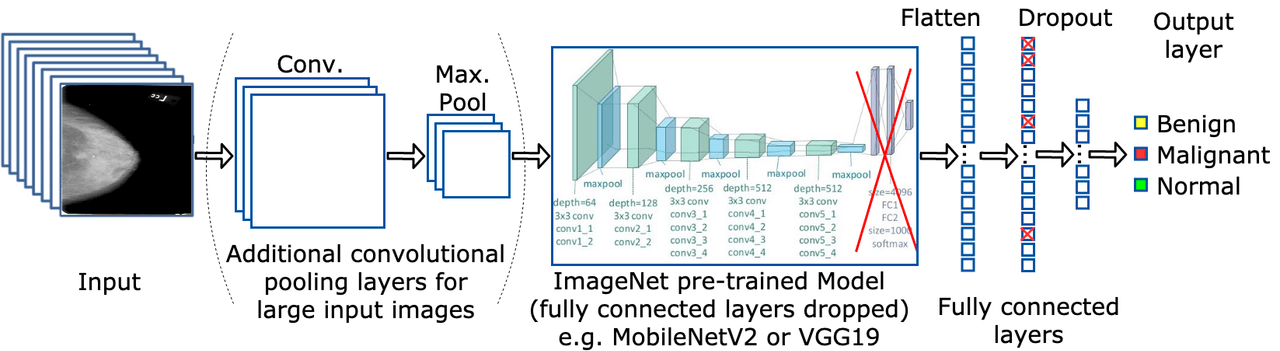 Input
Conv.
Max.
Pool
Additional convolutional
pooling layers for
large input images
maxpool
maxpool
maxpool
maxpool
maxpool
depth=64
3x3 conv
conv1_1
conv1_2
depth=128
3x3 conv
conv2_1
conv2_2
depth=256
3x3 conv
conv3_1
conv3_2
conv3_3
conv3_4
depth=512
3x3 conv
conv4_1
conv4_2
conv4_3
conv4_4
depth=512
3x3 conv
conv5_1
conv5_2
conv5_3
conv5_4
size=4096
FC1
FC2
size=1000
softmax
ImageNet pre-trained Model
(fully connected layers dropped)
e.g. MobileNetV2 or VGG19
Flatten
Dropout
Fully connected
layers
Output
layer
Benign
Malignant
Normal